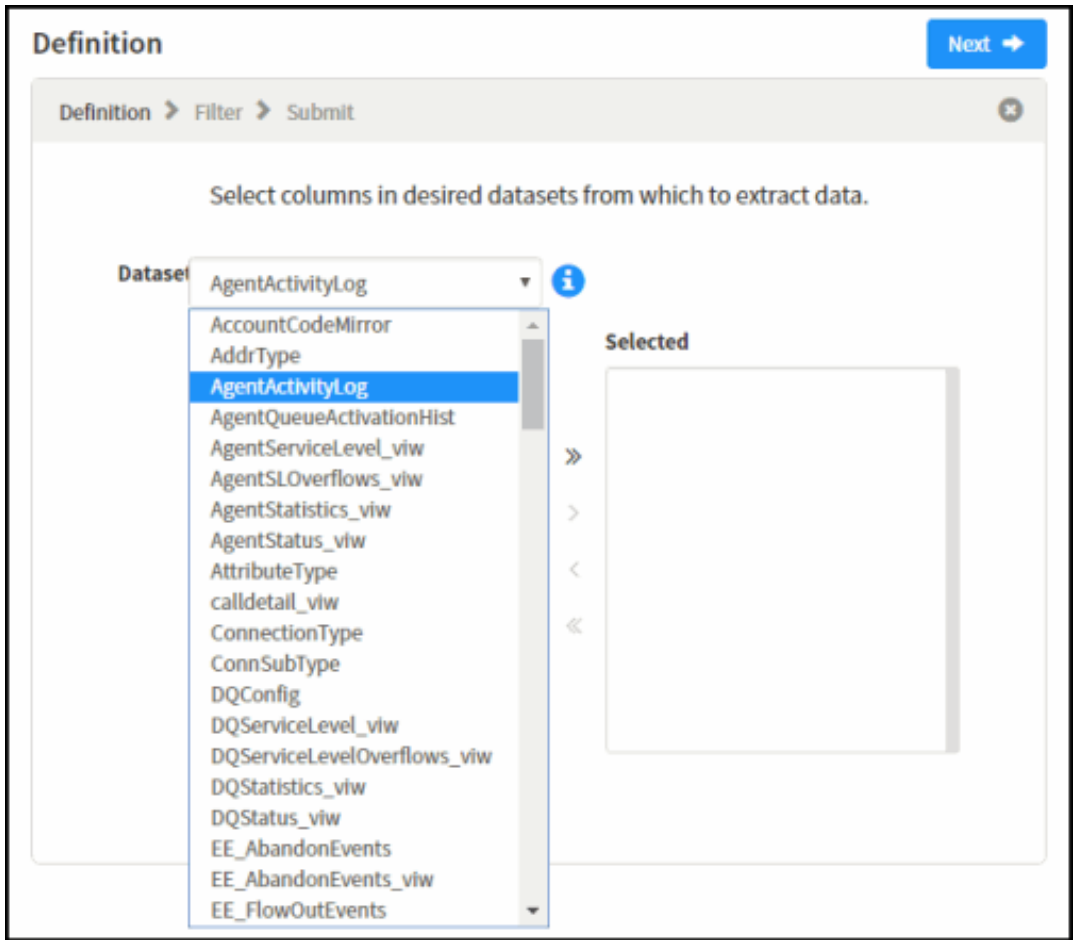 Definition
Next
Definition Filter Submit
Select columns in desired datasets from which to extract data.
Dataset
AgentActivityLog
AccountCodeMirror
AddrType
AgentActivityLog
AgentQueueActivationHist
AgentServiceLevel_viw
AgentSLOverflows_viw
AgentStatistics_viw
AgentStatus_viw
AttributeType
calldetail_viw
ConnectionType
ConnSubType
DQConfig
DQServiceLevel_viw
DQServiceLevelOverflows_viw
DQStatistics_viw
DQStatus_viw
EE_AbandonEvents
EE_AbandonEvents_viw
EE_FlowOutEvents
Selected